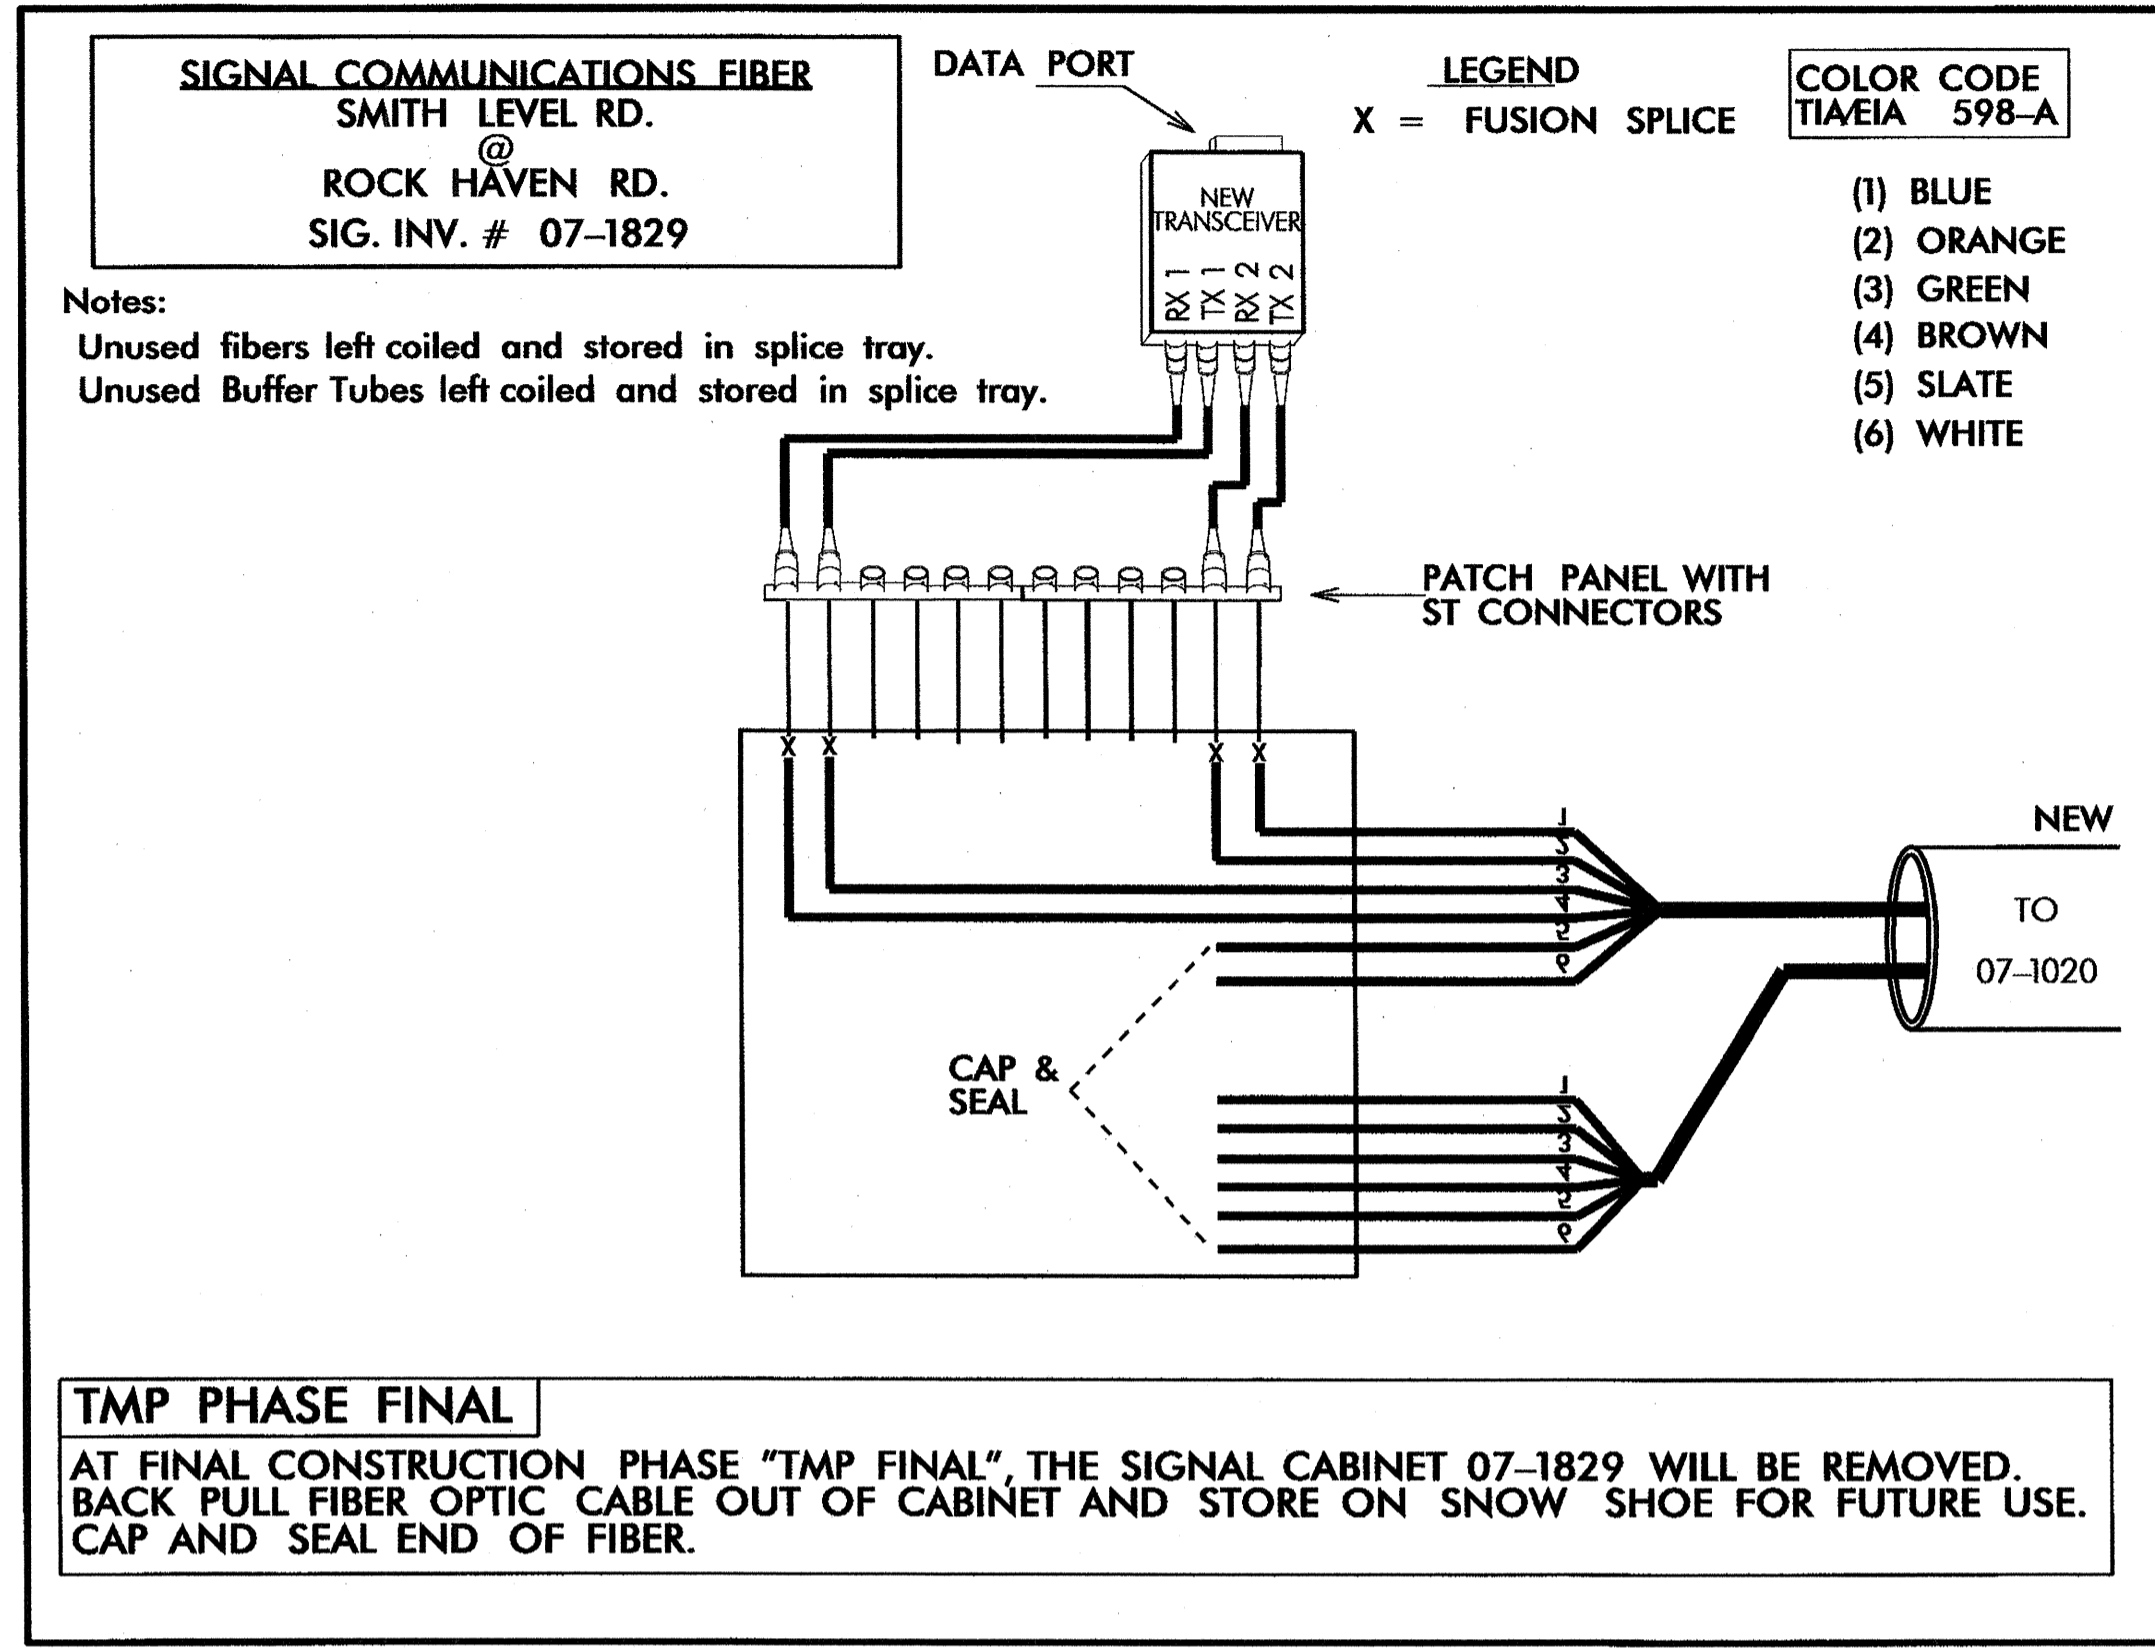 SIGNAL COMMUNICATIONS FIBER
SMITH LEVEL RD.
@
ROCK HAVEN RD.
SIG. INV. # 07-1829
Notes:
Unused fibers left coiled and stored in splice tray.
Unused Buffer Tubes left coiled and stored in splice tray.
DATA PORT
LEGEND
X = FUSION SPLICE
COLOR CODE
TIA/EIA 598-A
(1) BLUE
(2) ORANGE
(3) GREEN
(4) BROWN
(5) SLATE
(6) WHITE
NEW
TRANSCEIVER
RX 1
TX 1
RX 2
TX 2
PATCH PANEL WITH
ST CONNECTORS
X X X X
1
2
3
4
5
6
NEW
TO
07-1020
CAP &
SEAL
1
2
3
4
5
6
TMP PHASE FINAL
AT FINAL CONSTRUCTION PHASE "TMP FINAL", THE SIGNAL CABINET 07-1829 WILL BE REMOVED.
BACK PULL FIBER OPTIC CABLE OUT OF CABINET AND STORE ON SNOW SHOE FOR FUTURE USE.
CAP AND SEAL END OF FIBER.